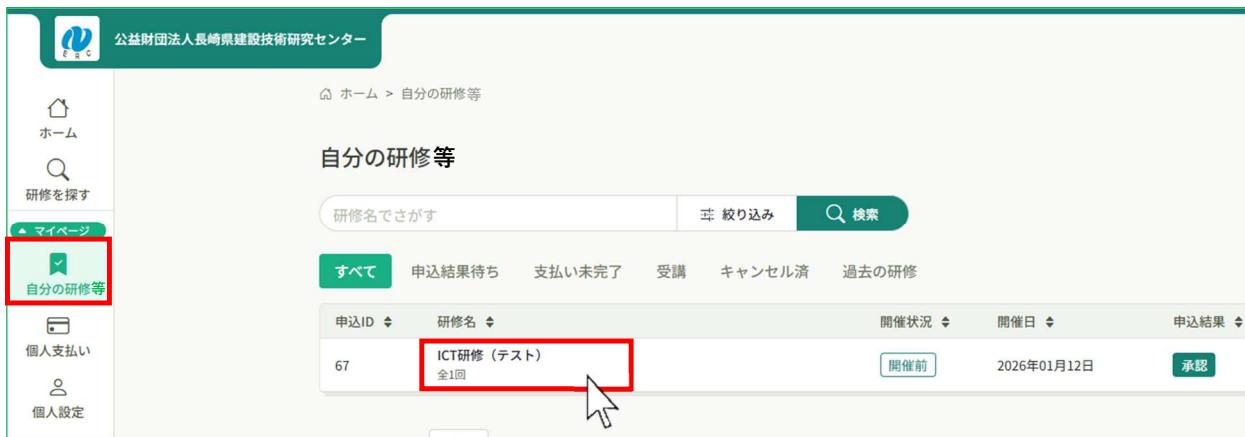 ERC 公益財団法人長崎県建設技術研究センター
ホーム > 自分の研修等
ホーム
研修を探す
マイページ
自分の研修等
個人支払い
個人設定
自分の研修等
研修名でさがす 絞り込み 検索
すべて 申込結果待ち 支払い未完了 受講 キャンセル済 過去の研修
申込ID 研修名 開催状況 開催日 申込結果
67 ICT研修（テスト） 開催前 2026年01月12日 承認
全1回